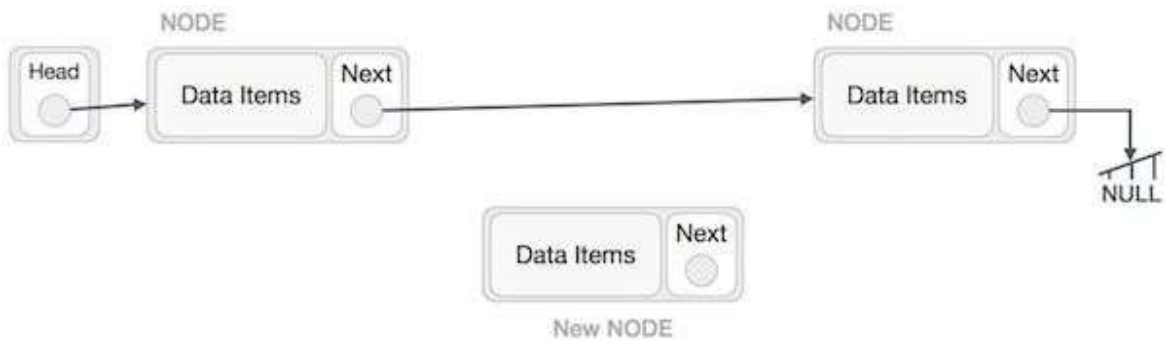 NODE
NODE
Head
Data Items
Next
Data Items
Next
NULL
Data Items
Next
New NODE